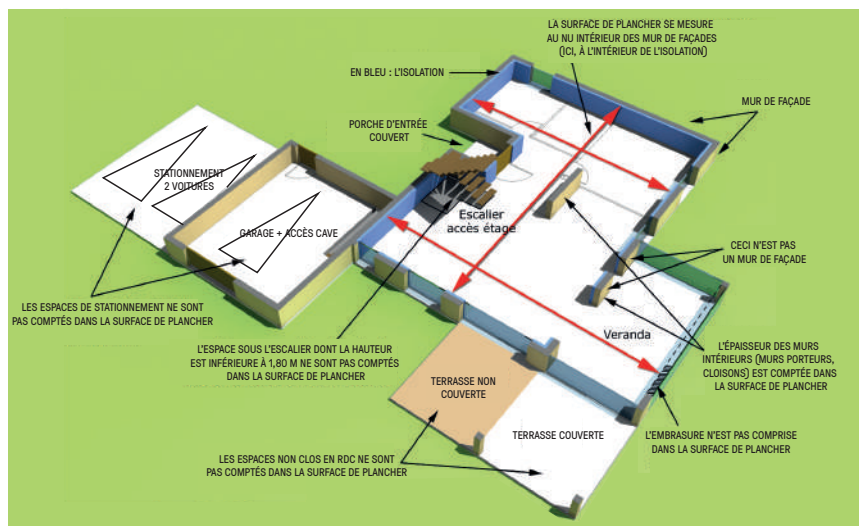 LA SURFACE DE PLANCHER SE MESURE
AU NU INTÉRIEUR DES MUR DE FAÇADES
(ICI, À L'INTÉRIEUR DE L'ISOLATION)
EN BLEU : L'ISOLATION
MUR DE FAÇADE
PORCHE D'ENTRÉE
COUVERT
STATIONNEMENT
2 VOITURES
GARAGE + ACCÈS CAVE
Escalier
accès étage
CECI N'EST PAS
UN MUR DE FAÇADE
LES ESPACES DE STATIONNEMENT NE SONT
PAS COMPTÉS DANS LA SURFACE DE PLANCHER
Veranda
L'ESPACE SOUS L'ESCALIER DONT LA HAUTEUR
EST INFÉRIEURE À 1,80 M NE SONT PAS COMPTÉS
DANS LA SURFACE DE PLANCHER
L'ÉPAISSEUR DES MURS
INTÉRIEURS (MURS PORTEURS,
CLOISONS) EST COMPTÉE DANS
LA SURFACE DE PLANCHER
TERRASSE NON
COUVERTE
TERRASSE COUVERTE
L'EMBRASURE N'EST PAS COMPRISE
DANS LA SURFACE DE PLANCHER
LES ESPACES NON CLOS EN RDC NE SONT
PAS COMPTÉS DANS LA SURFACE DE PLANCHER